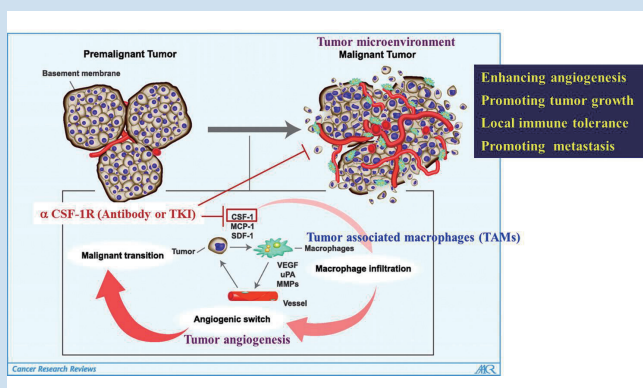 Premalignant Tumor
Tumor microenvironment
Malignant Tumor
Basement membrane
Enhancing angiogenesis
Promoting tumor growth
Local immune tolerance
Promoting metastasis
α CSF-1R (Antibody or TKI)
CSF-1
MCP-1
SDF-1
Tumor associated macrophages (TAMs)
Tumor
Macrophages
Malignant transition
Macrophage infiltration
VEGF
uPA
MMPs
Vessel
Angiogenic switch
Tumor angiogenesis
Cancer Research Reviews
AACR